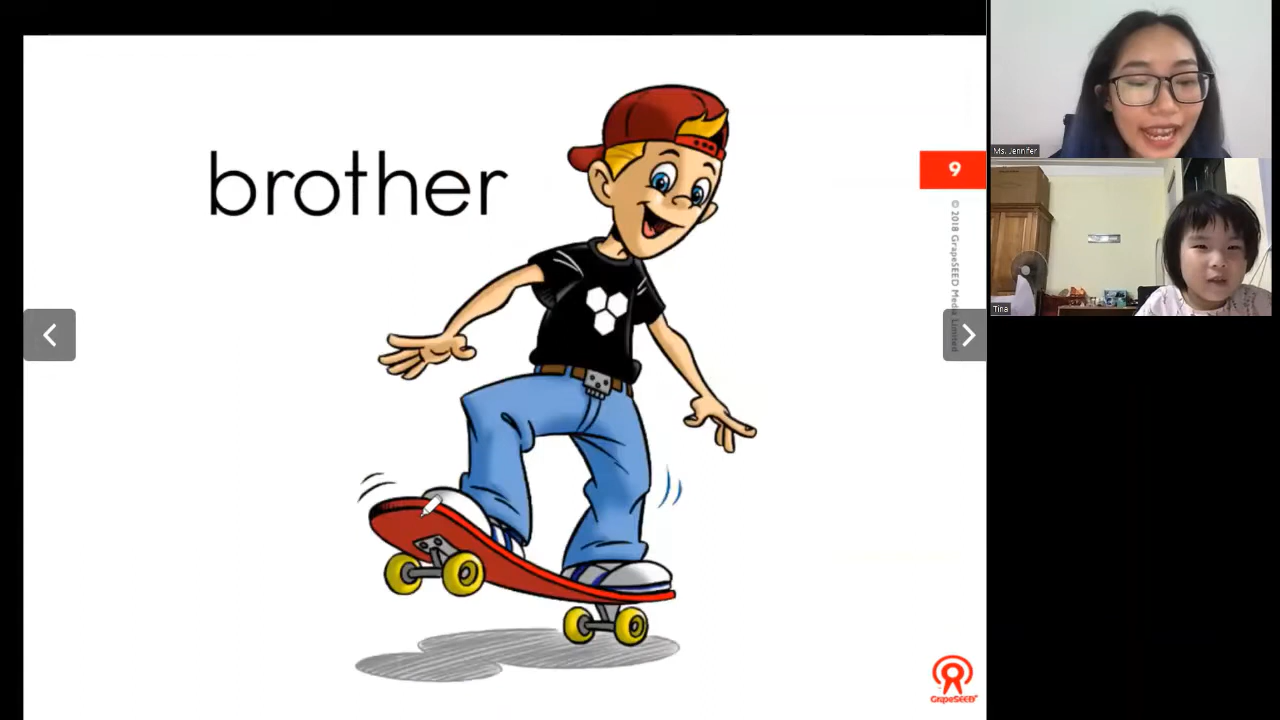 brother
9
© 2018 GrapeSEED Media Limited
GrapeSEED
Ms. Jennifer
Tina